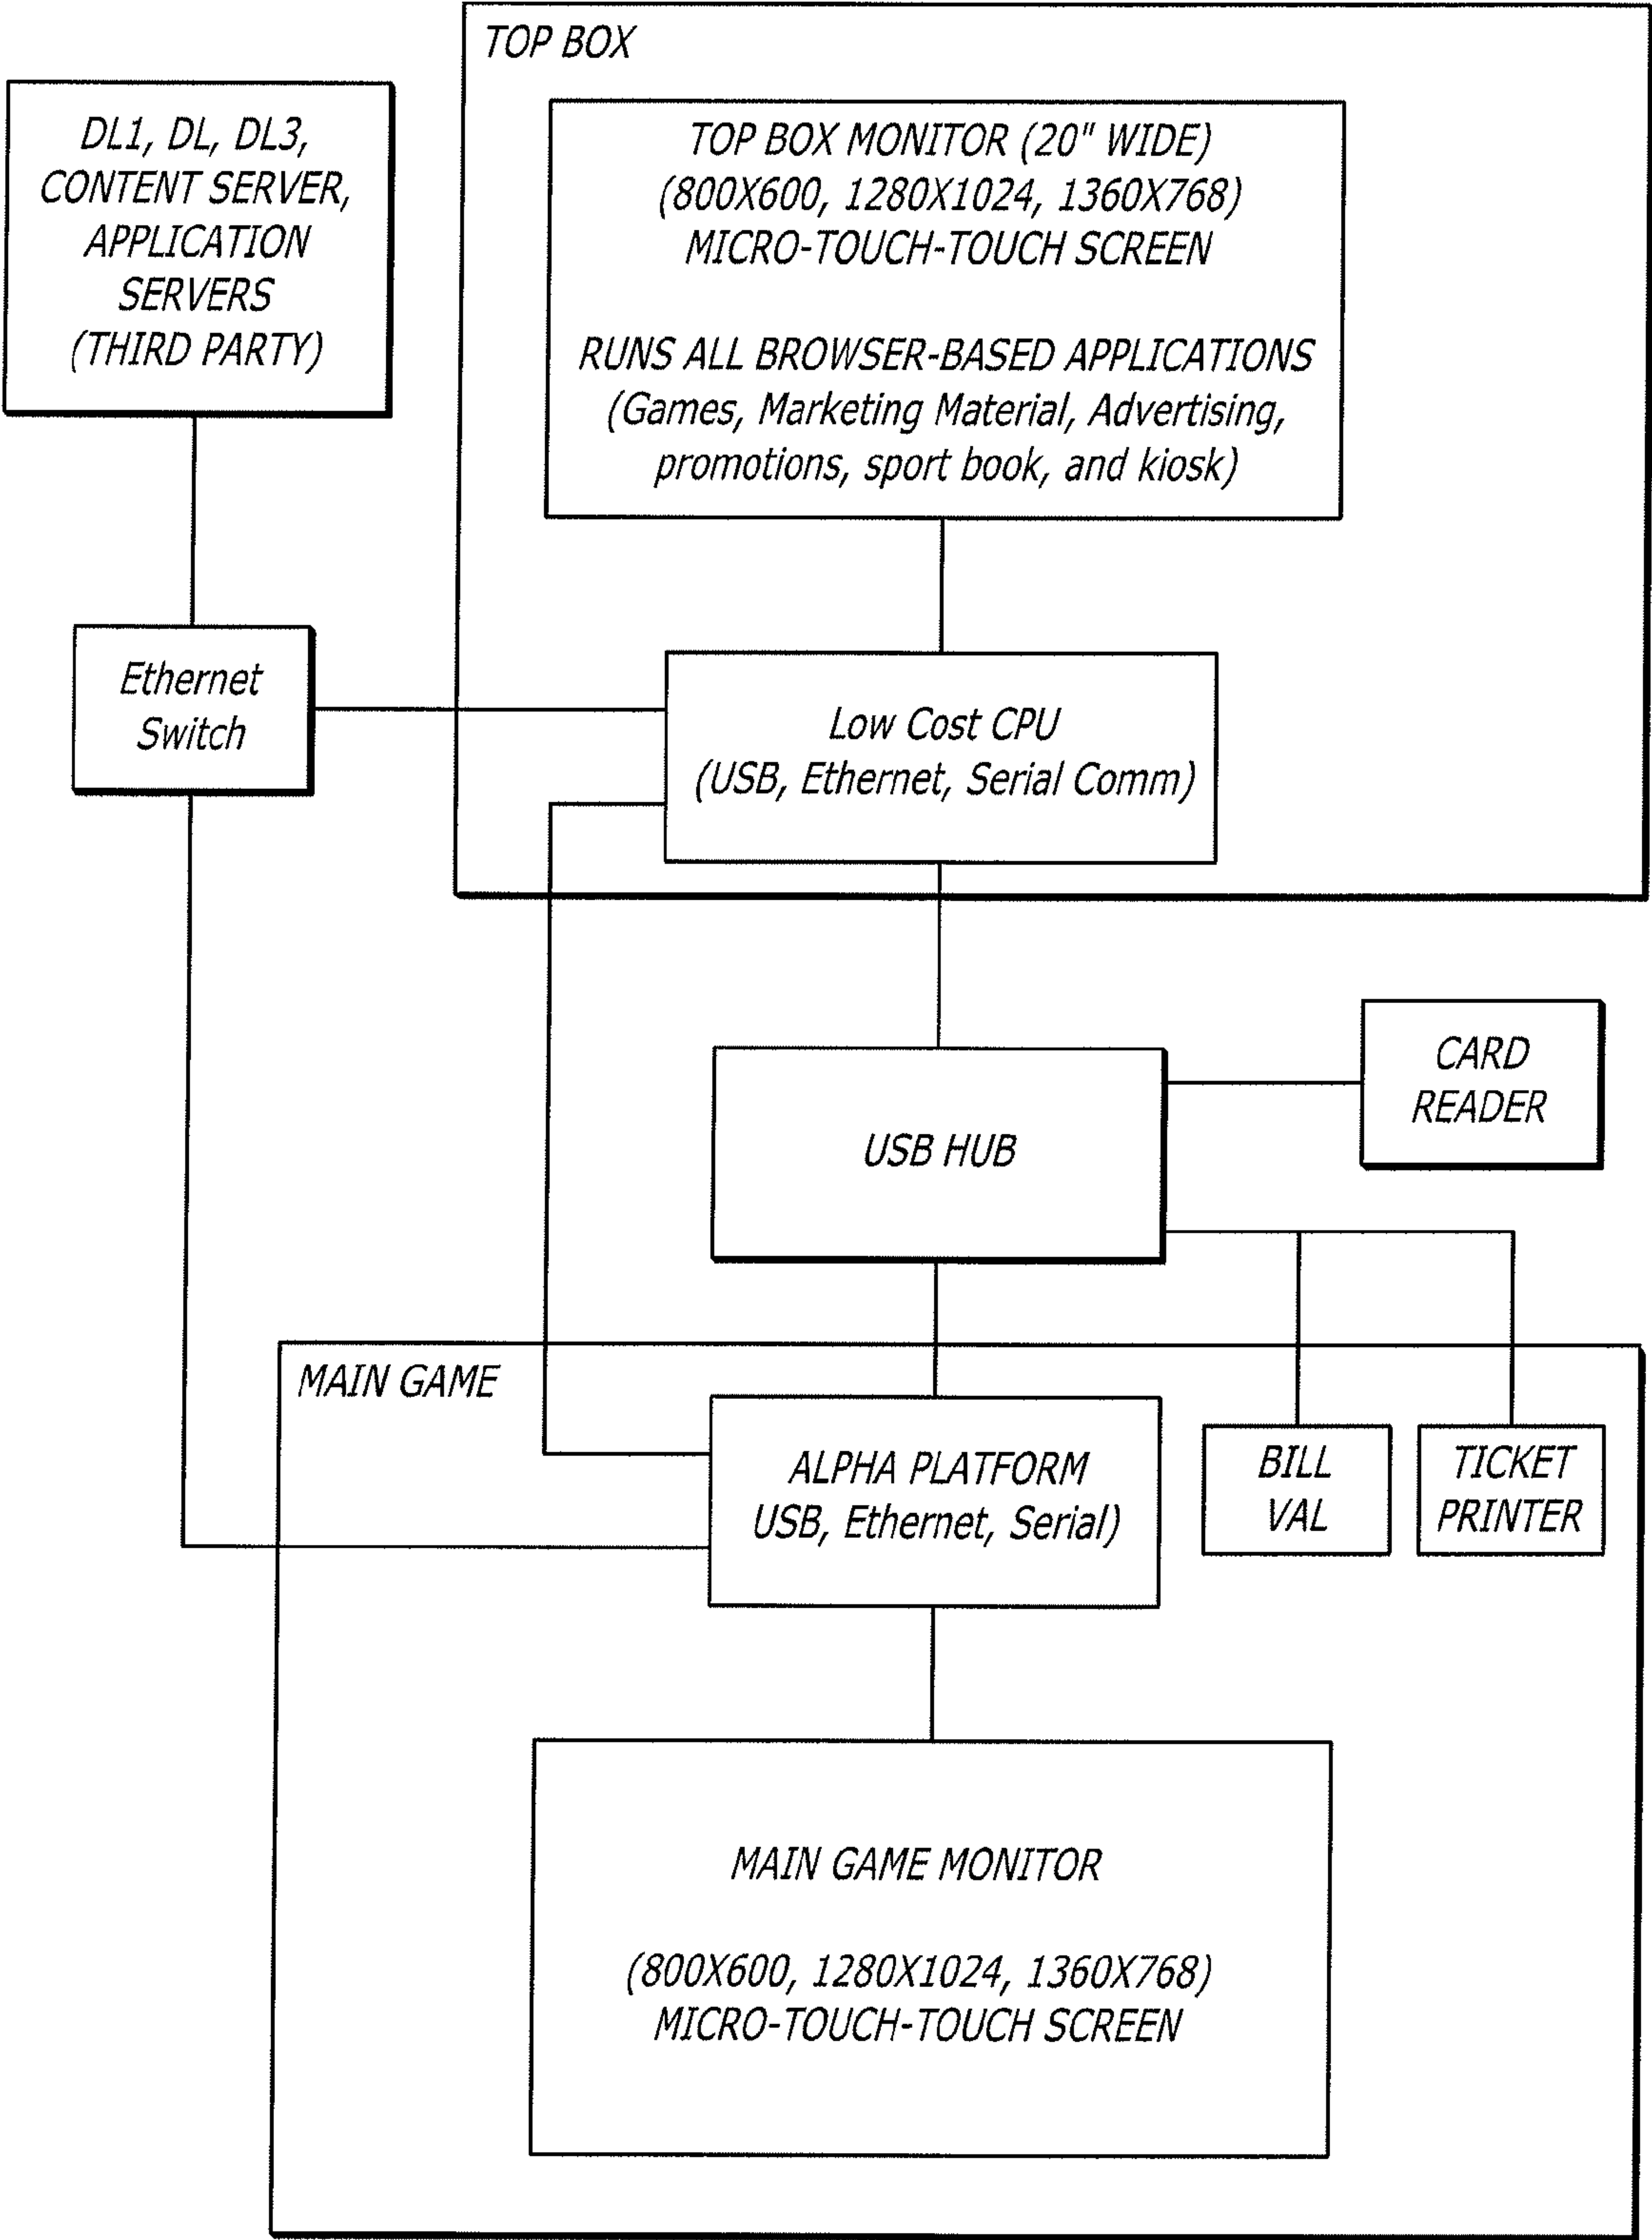 TOP BOX
DL1, DL, DL3,
CONTENT SERVER,
APPLICATION
SERVERS
(THIRD PARTY)
TOP BOX MONITOR (20" WIDE)
(800X600, 1280X1024, 1360X768)
MICRO-TOUCH-TOUCH SCREEN
RUNS ALL BROWSER-BASED APPLICATIONS
(Games, Marketing Material, Advertising,
promotions, sport book, and kiosk)
Ethernet
Switch
Low Cost CPU
(USB, Ethernet, Serial Comm)
CARD
READER
USB HUB
MAIN GAME
ALPHA PLATFORM
USB, Ethernet, Serial)
BILL
VAL
TICKET
PRINTER
MAIN GAME MONITOR
(800X600, 1280X1024, 1360X768)
MICRO-TOUCH-TOUCH SCREEN